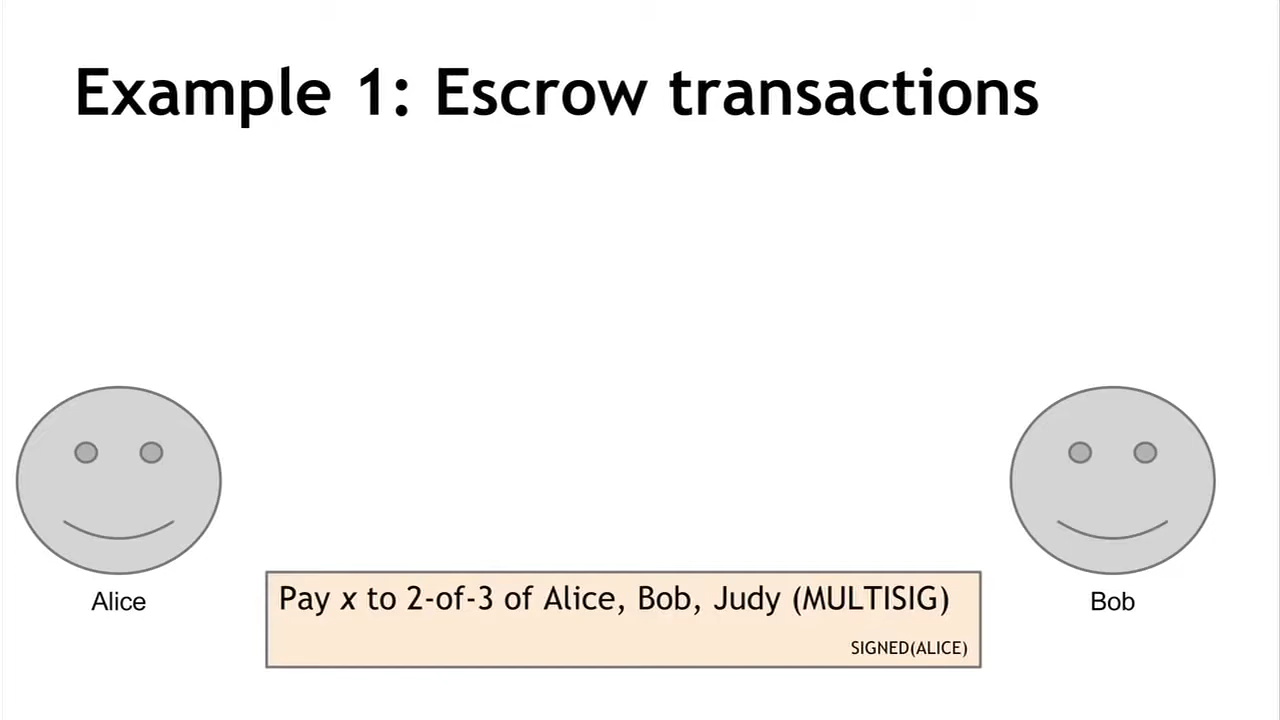 Example 1: Escrow transactions
Alice
Bob
Pay x to 2-of-3 of Alice, Bob, Judy (MULTISIG)
SIGNED(ALICE)